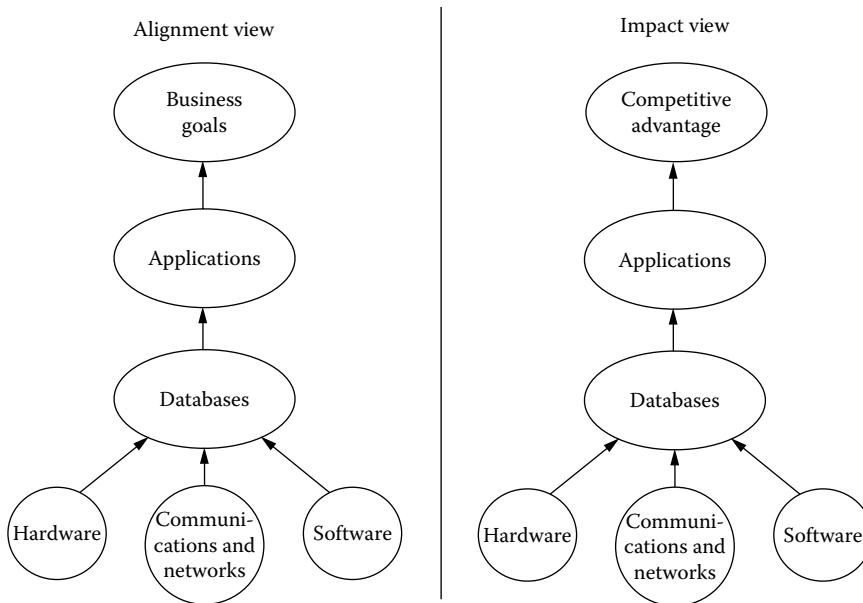 Alignment view
Business
goals
Applications
Databases
Hardware
Communi-
cations and
networks
Software
Impact view
Competitive
advantage
Applications
Databases
Hardware
Communi-
cations and
networks
Software